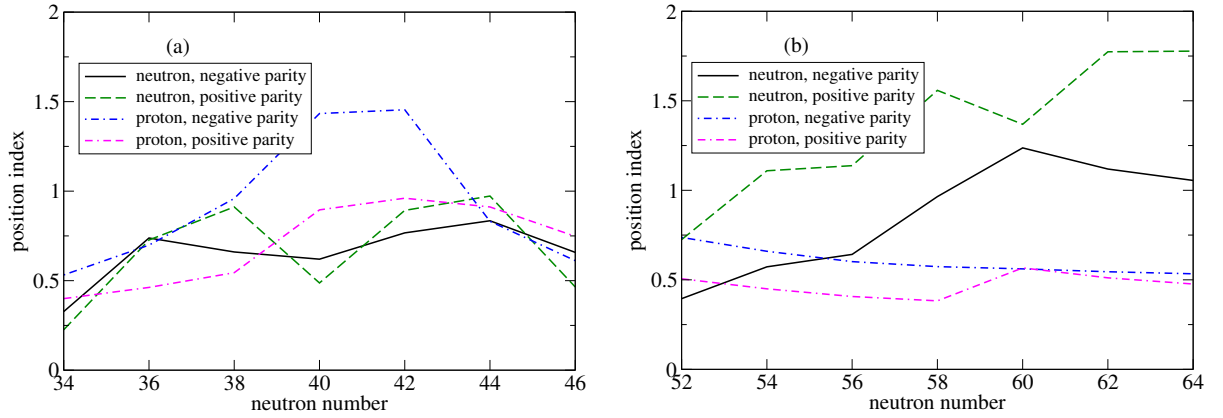 2
(a)
neutron, negative parity
neutron, positive parity
proton, negative parity
proton, positive parity
1.5
1
0.5
0
position index
34 36 38 40 42 44 46
neutron number
2
(b)
neutron, negative parity
neutron, positive parity
proton, negative parity
proton, positive parity
1.5
1
0.5
0
position index
52 54 56 58 60 62 64
neutron number